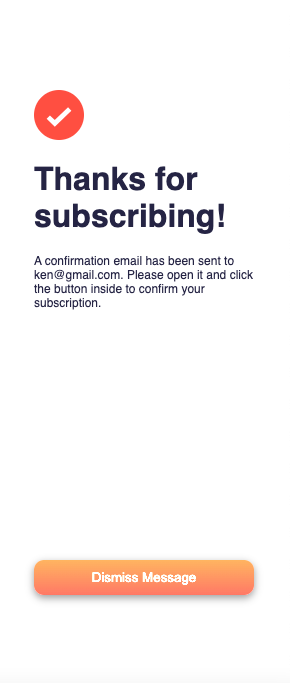 Thanks for
subscribing!
A confirmation email has been sent to
ken@gmail.com. Please open it and click
the button inside to confirm your
subscription.
Dismiss Message